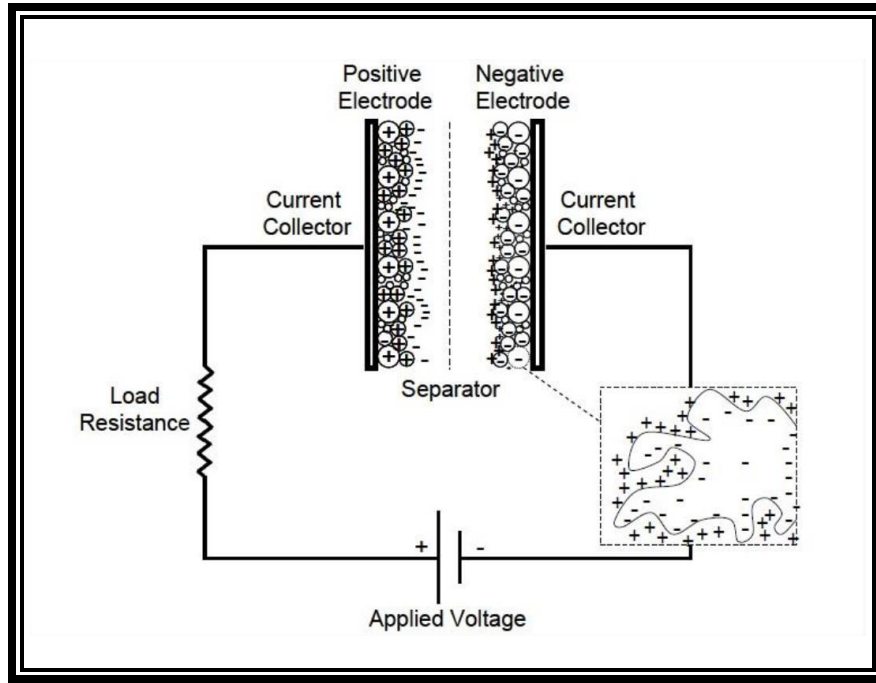 Positive
Electrode
Negative
Electrode
Current
Collector
Current
Collector
Load
Resistance
Separator
+
-
Applied Voltage